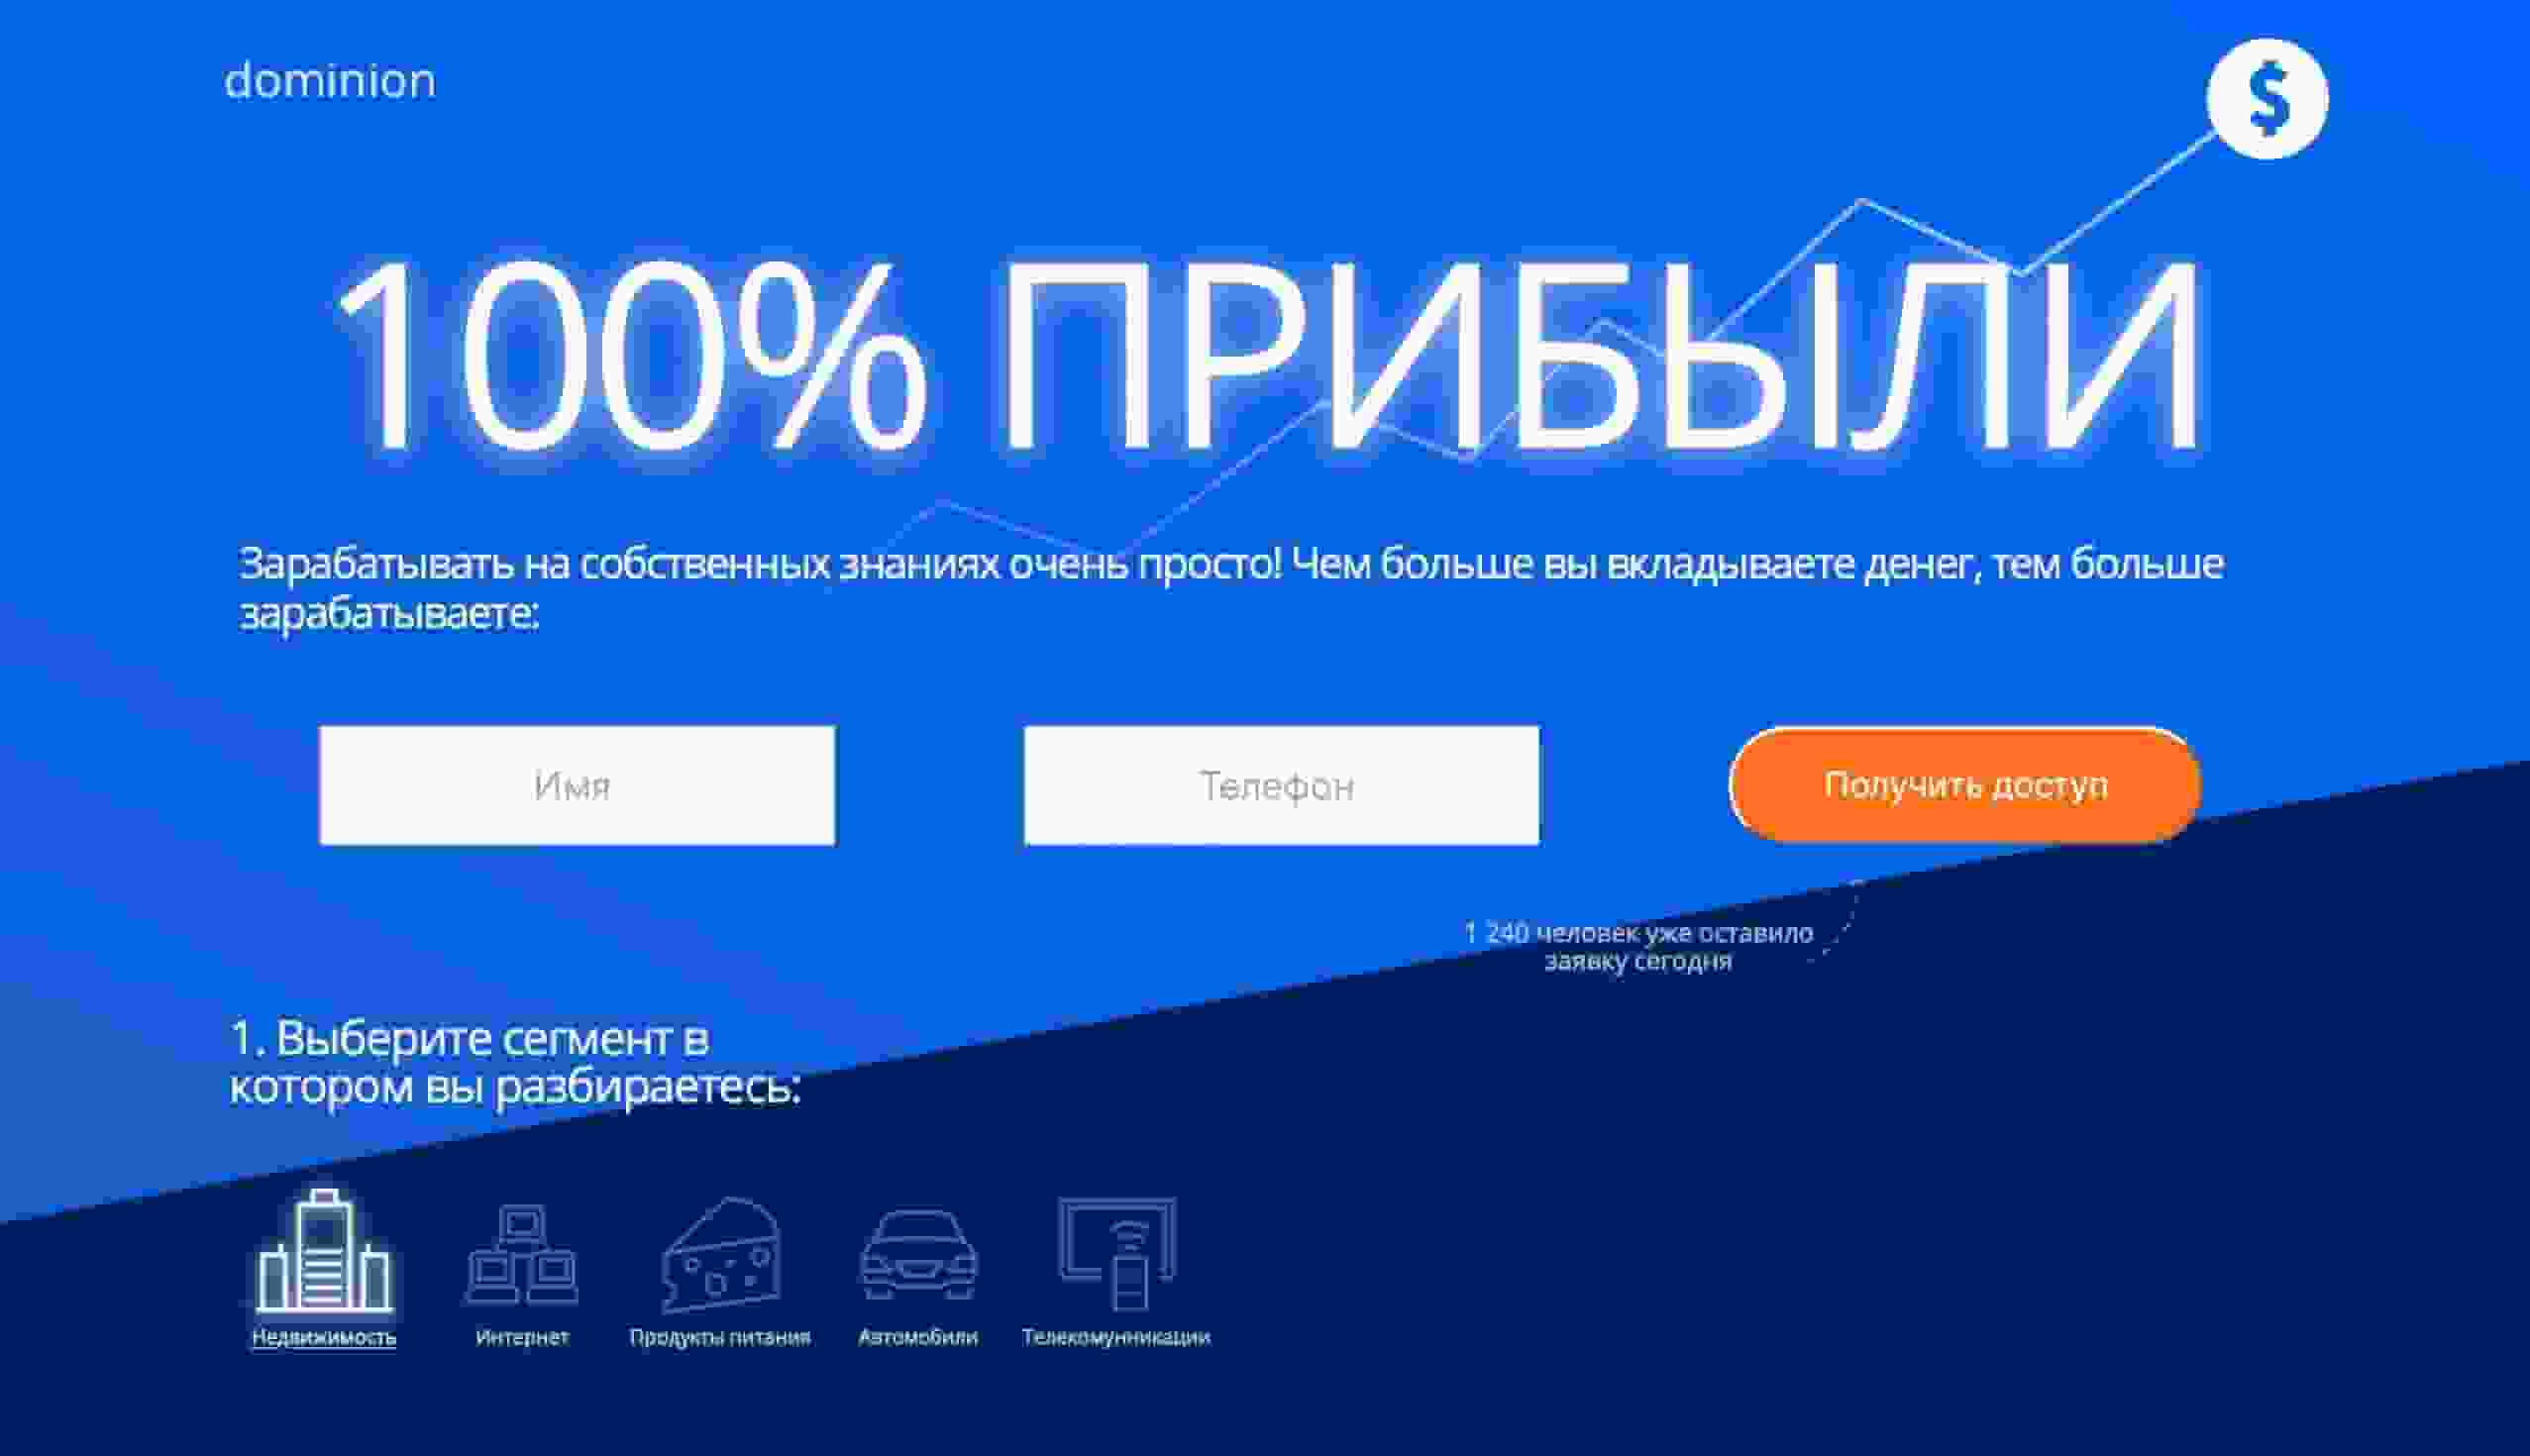 dominion
$
100% ПРИБЫЛИ
Зарабатывать на собственных знаниях очень просто! Чем больше вы вкладываете денег, тем больше
зарабатываете:
Имя
Телефон
Получить доступ
1 240 человек уже оставило
заявку сегодня
1. Выберите сегмент в
котором вы разбираетесь:
Недвижимость
Интернет
Продукты питания
Автомобили
Телекомунникации